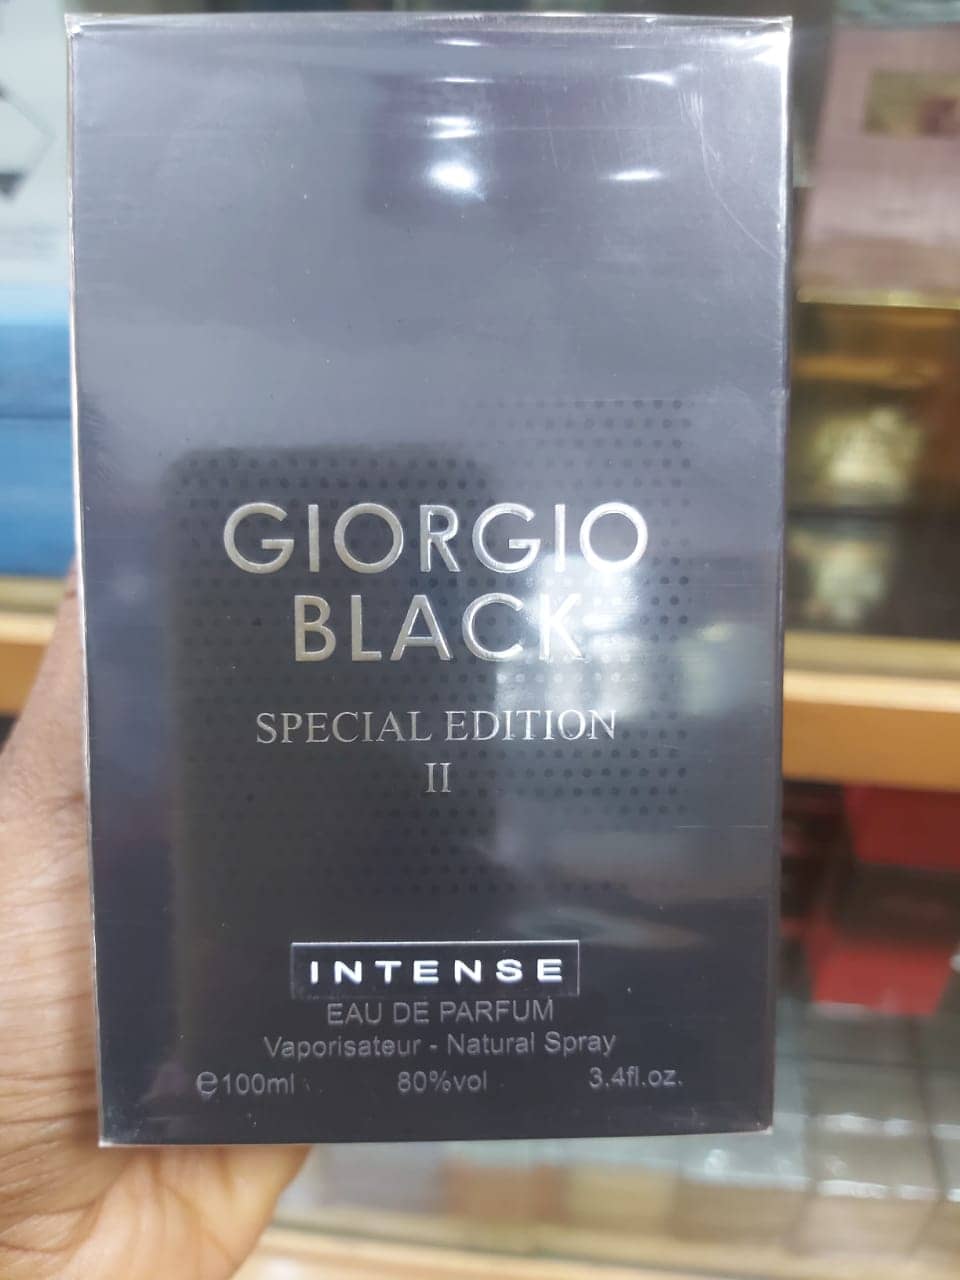 GIORGIO
BLACK
SPECIAL EDITION
II
INTENSE
EAU DE PARFUM
Vaporisateur - Natural Spray
℮100ml 80%vol 3.4fl.oz.